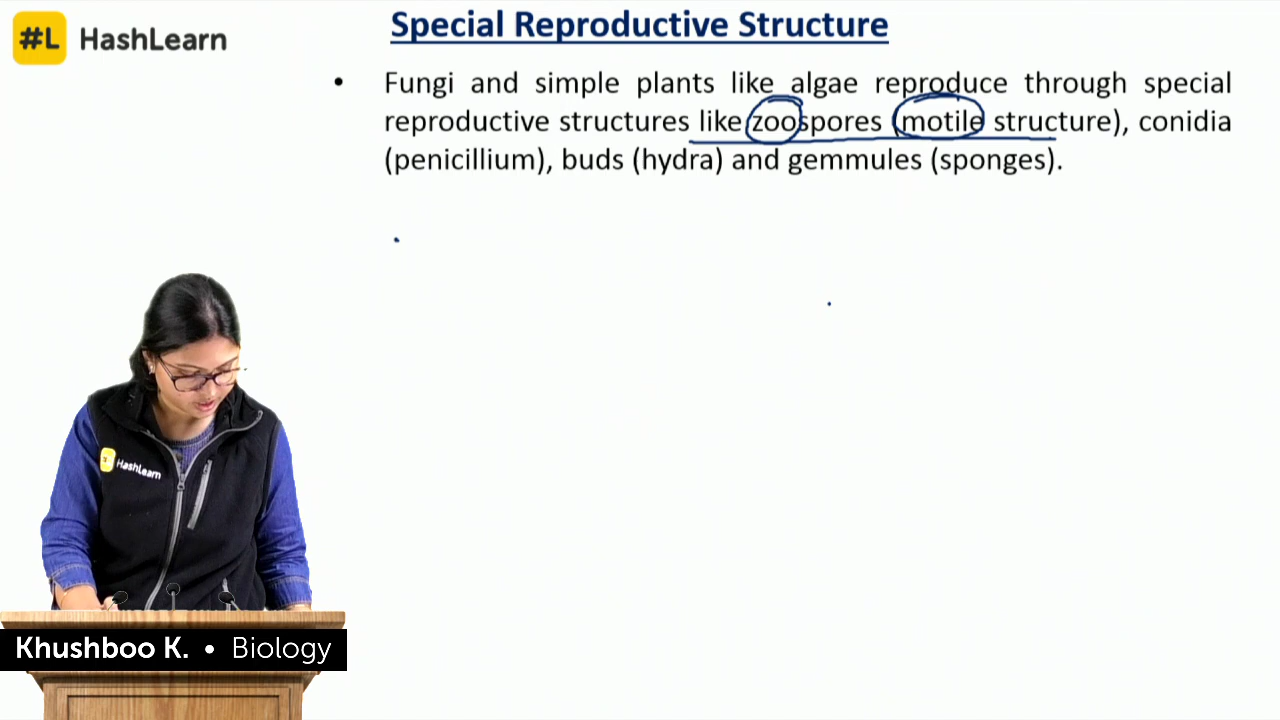 #L HashLearn
Special Reproductive Structure
• Fungi and simple plants like algae reproduce through special
reproductive structures like zoospores (motile structure), conidia
(penicillium), buds (hydra) and gemmules (sponges).
HashLearn
Khushboo K. • Biology